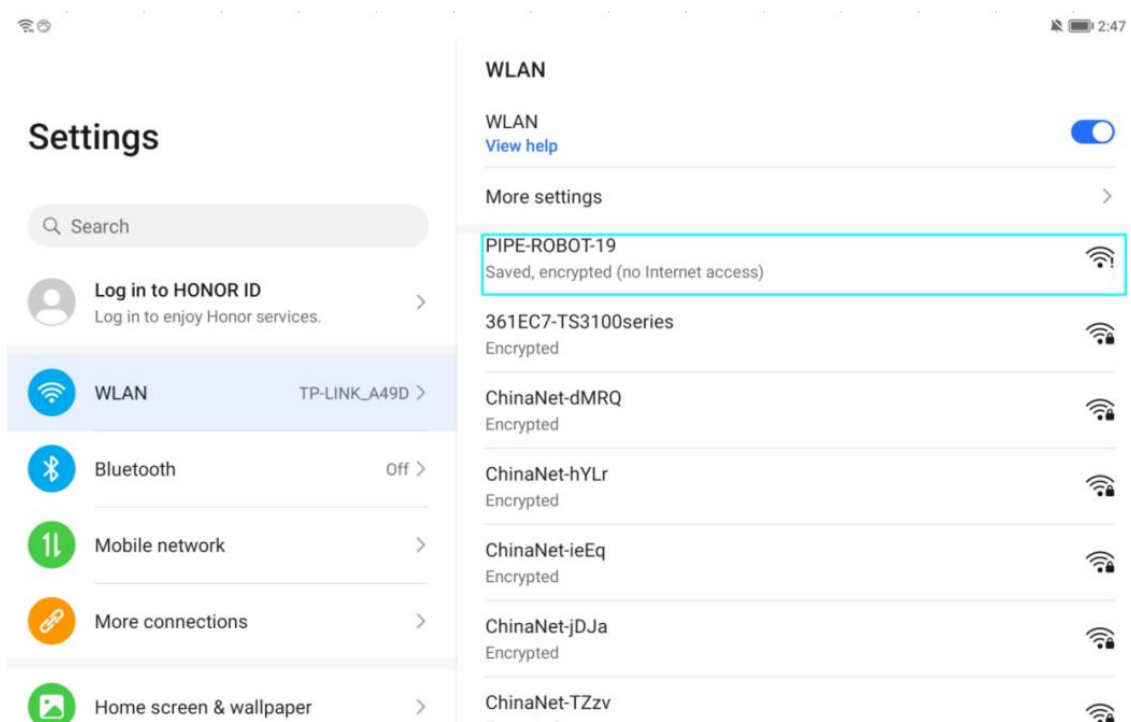 2:47
Settings
Search
Log in to HONOR ID
Log in to enjoy Honor services.
WLAN TP-LINK_A49D
Bluetooth Off
Mobile network
More connections
Home screen & wallpaper
WLAN
WLAN
View help
More settings
PIPE-ROBOT-19
Saved, encrypted (no Internet access)
361EC7-TS3100series
Encrypted
ChinaNet-dMRQ
Encrypted
ChinaNet-hYLr
Encrypted
ChinaNet-ieEq
Encrypted
ChinaNet-jDJa
Encrypted
ChinaNet-TZzv